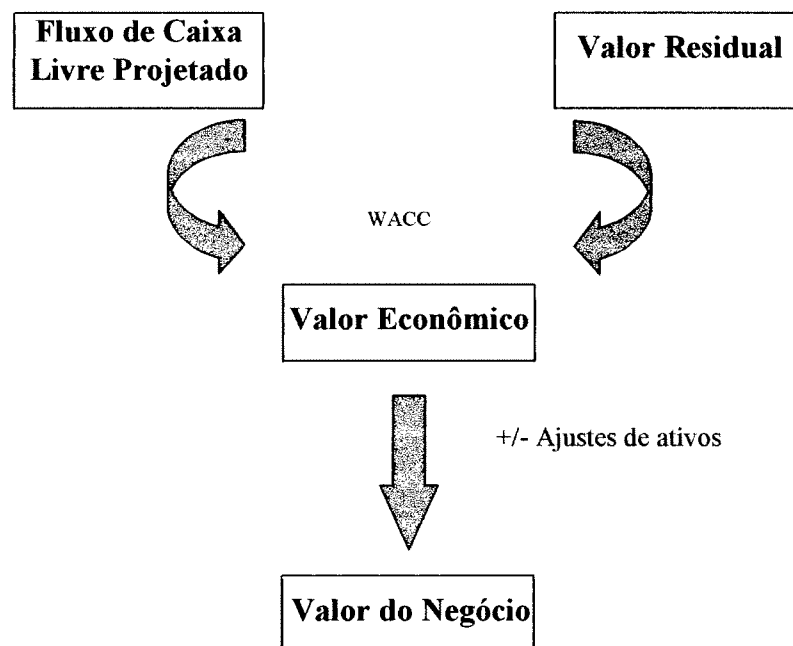 Fluxo de Caixa
Livre Projetado
Valor Residual
WACC
Valor Econômico
+/- Ajustes de ativos
Valor do Negócio